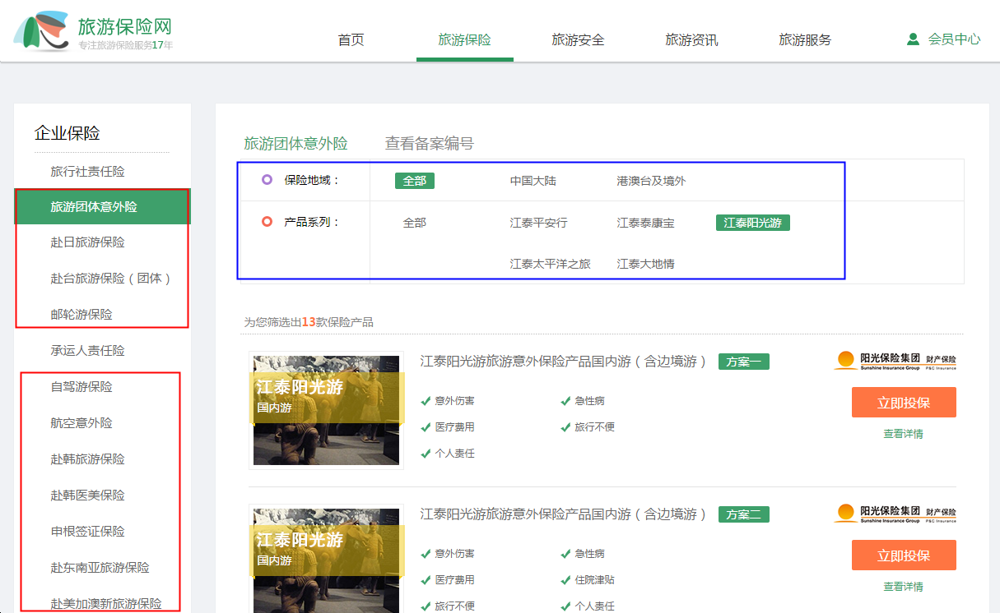 旅游保险网
专注旅游保险服务17年
首页
旅游保险
旅游安全
旅游资讯
旅游服务
会员中心
企业保险
旅行社责任险
旅游团体意外险
赴日旅游保险
赴台旅游保险（团体）
邮轮游保险
承运人责任险
自驾游保险
航空意外险
赴韩旅游保险
赴韩医美保险
申根签证保险
赴东南亚旅游保险
赴美加澳新旅游保险
旅游团体意外险
查看备案编号
保险地域：
全部
中国大陆
港澳台及境外
产品系列：
全部
江泰平安行
江泰泰康宝
江泰阳光游
江泰太平洋之旅
江泰大地情
为您筛选出13款保险产品
江泰阳光游
国内游
江泰阳光游旅游意外保险产品国内游（含边境游）
方案一
意外伤害
急性病
医疗费用
旅行不便
个人责任
阳光保险集团 财产保险
Sunshine Insurance Group P&C Insurance
立即投保
查看详情
江泰阳光游
国内游
江泰阳光游旅游意外保险产品国内游（含边境游）
方案二
意外伤害
急性病
医疗费用
住院津贴
旅行不便
个人责任
阳光保险集团 财产保险
Sunshine Insurance Group P&C Insurance
立即投保
查看详情